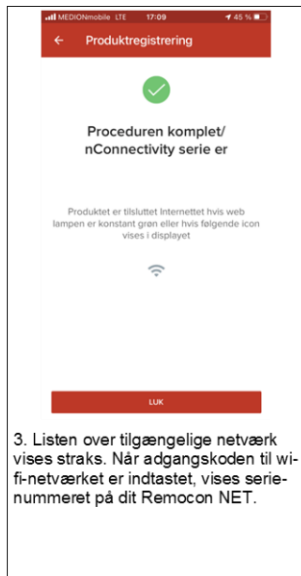 MEDIONmobile LTE 17:09 45 %
← Produktregistrering
Proceduren komplet/
nConnectivity serie er
Produktet er tilsluttet Internettet hvis web
lampen er konstant grøn eller hvis følgende icon
vises i displayet
LUK
3. Listen over tilgængelige netværk
vises straks. Når adgangskoden til wi-
fi-netværket er indtastet, vises serie-
nummeret på dit Remocon NET.